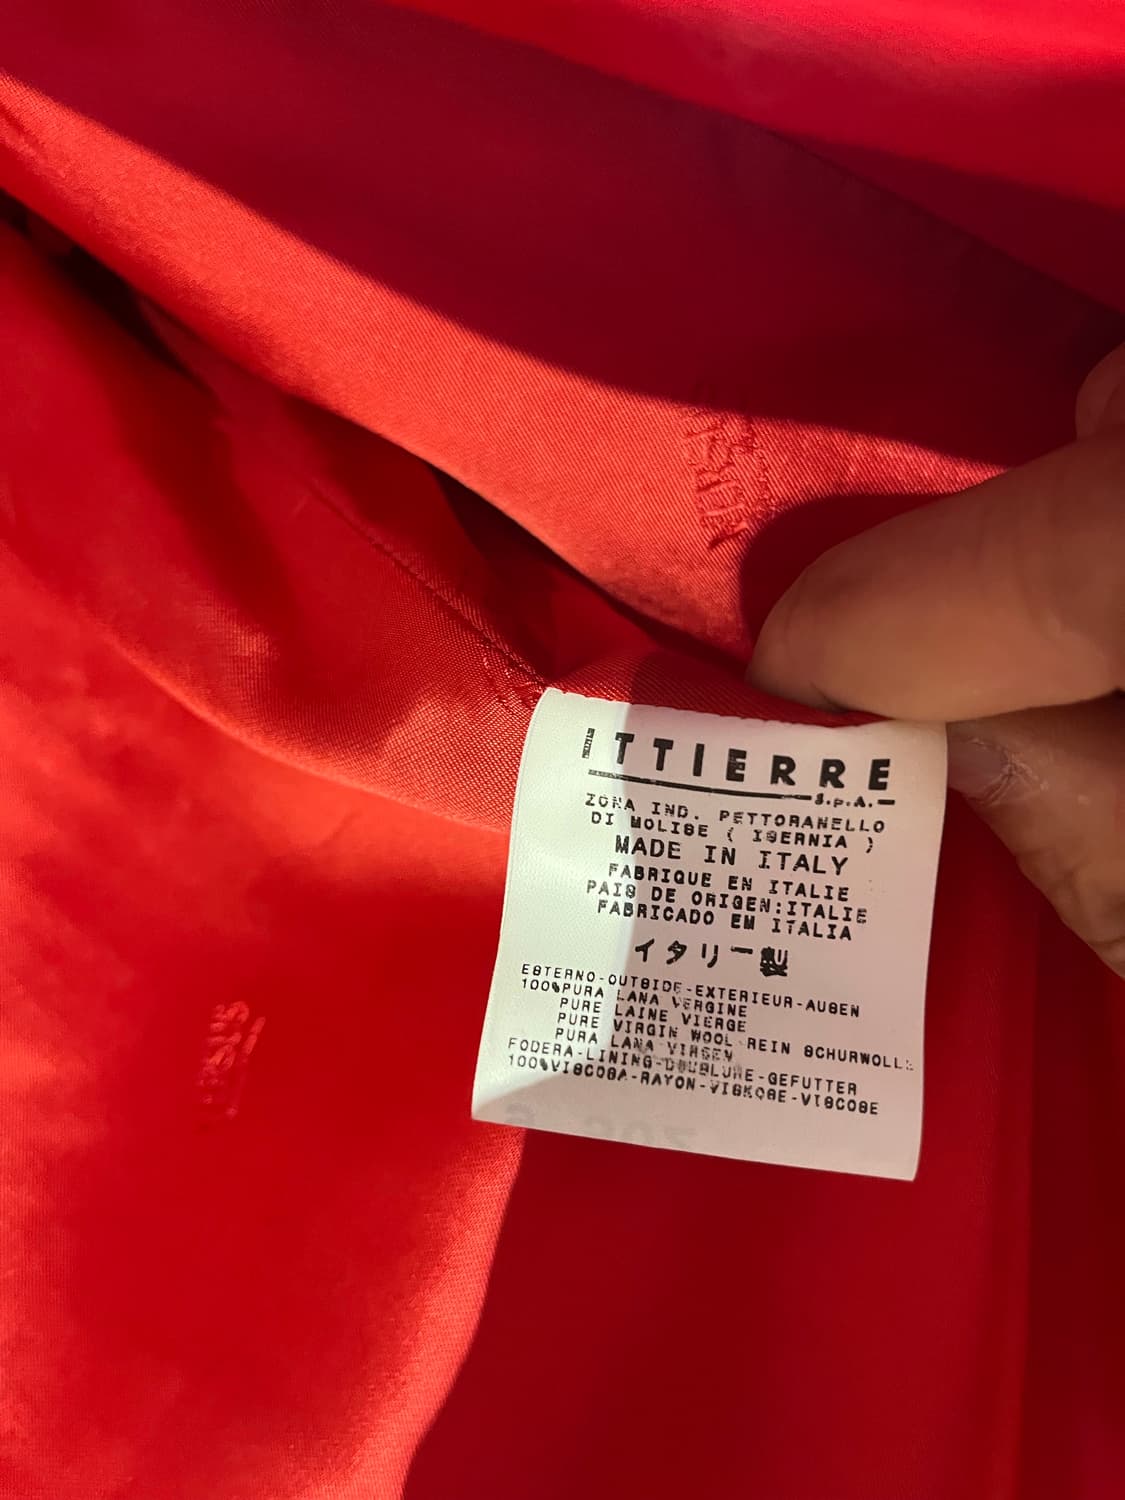 ITTIERRE
S.p.A.
ZONA IND. PETTORANELLO
DI MOLISE ( ISERNIA )
MADE IN ITALY
FABRIQUE EN ITALIE
PAIS DE ORIGEN:ITALIE
FABRICADO EM ITALIA
イタリー製
ESTERNO-OUTSIDE-EXTERIEUR-AUSEN
100%PURA LANA VERGINE
PURE LAINE VIERGE
PURE VIRGIN WOOL-REIN SCHURWOLLE
PURA LANA VIRGEN
FODERA-LINING-DOUBLURE-GEFUTTER
100%VISCOSA-RAYON-VISKOSE-VISCOSE